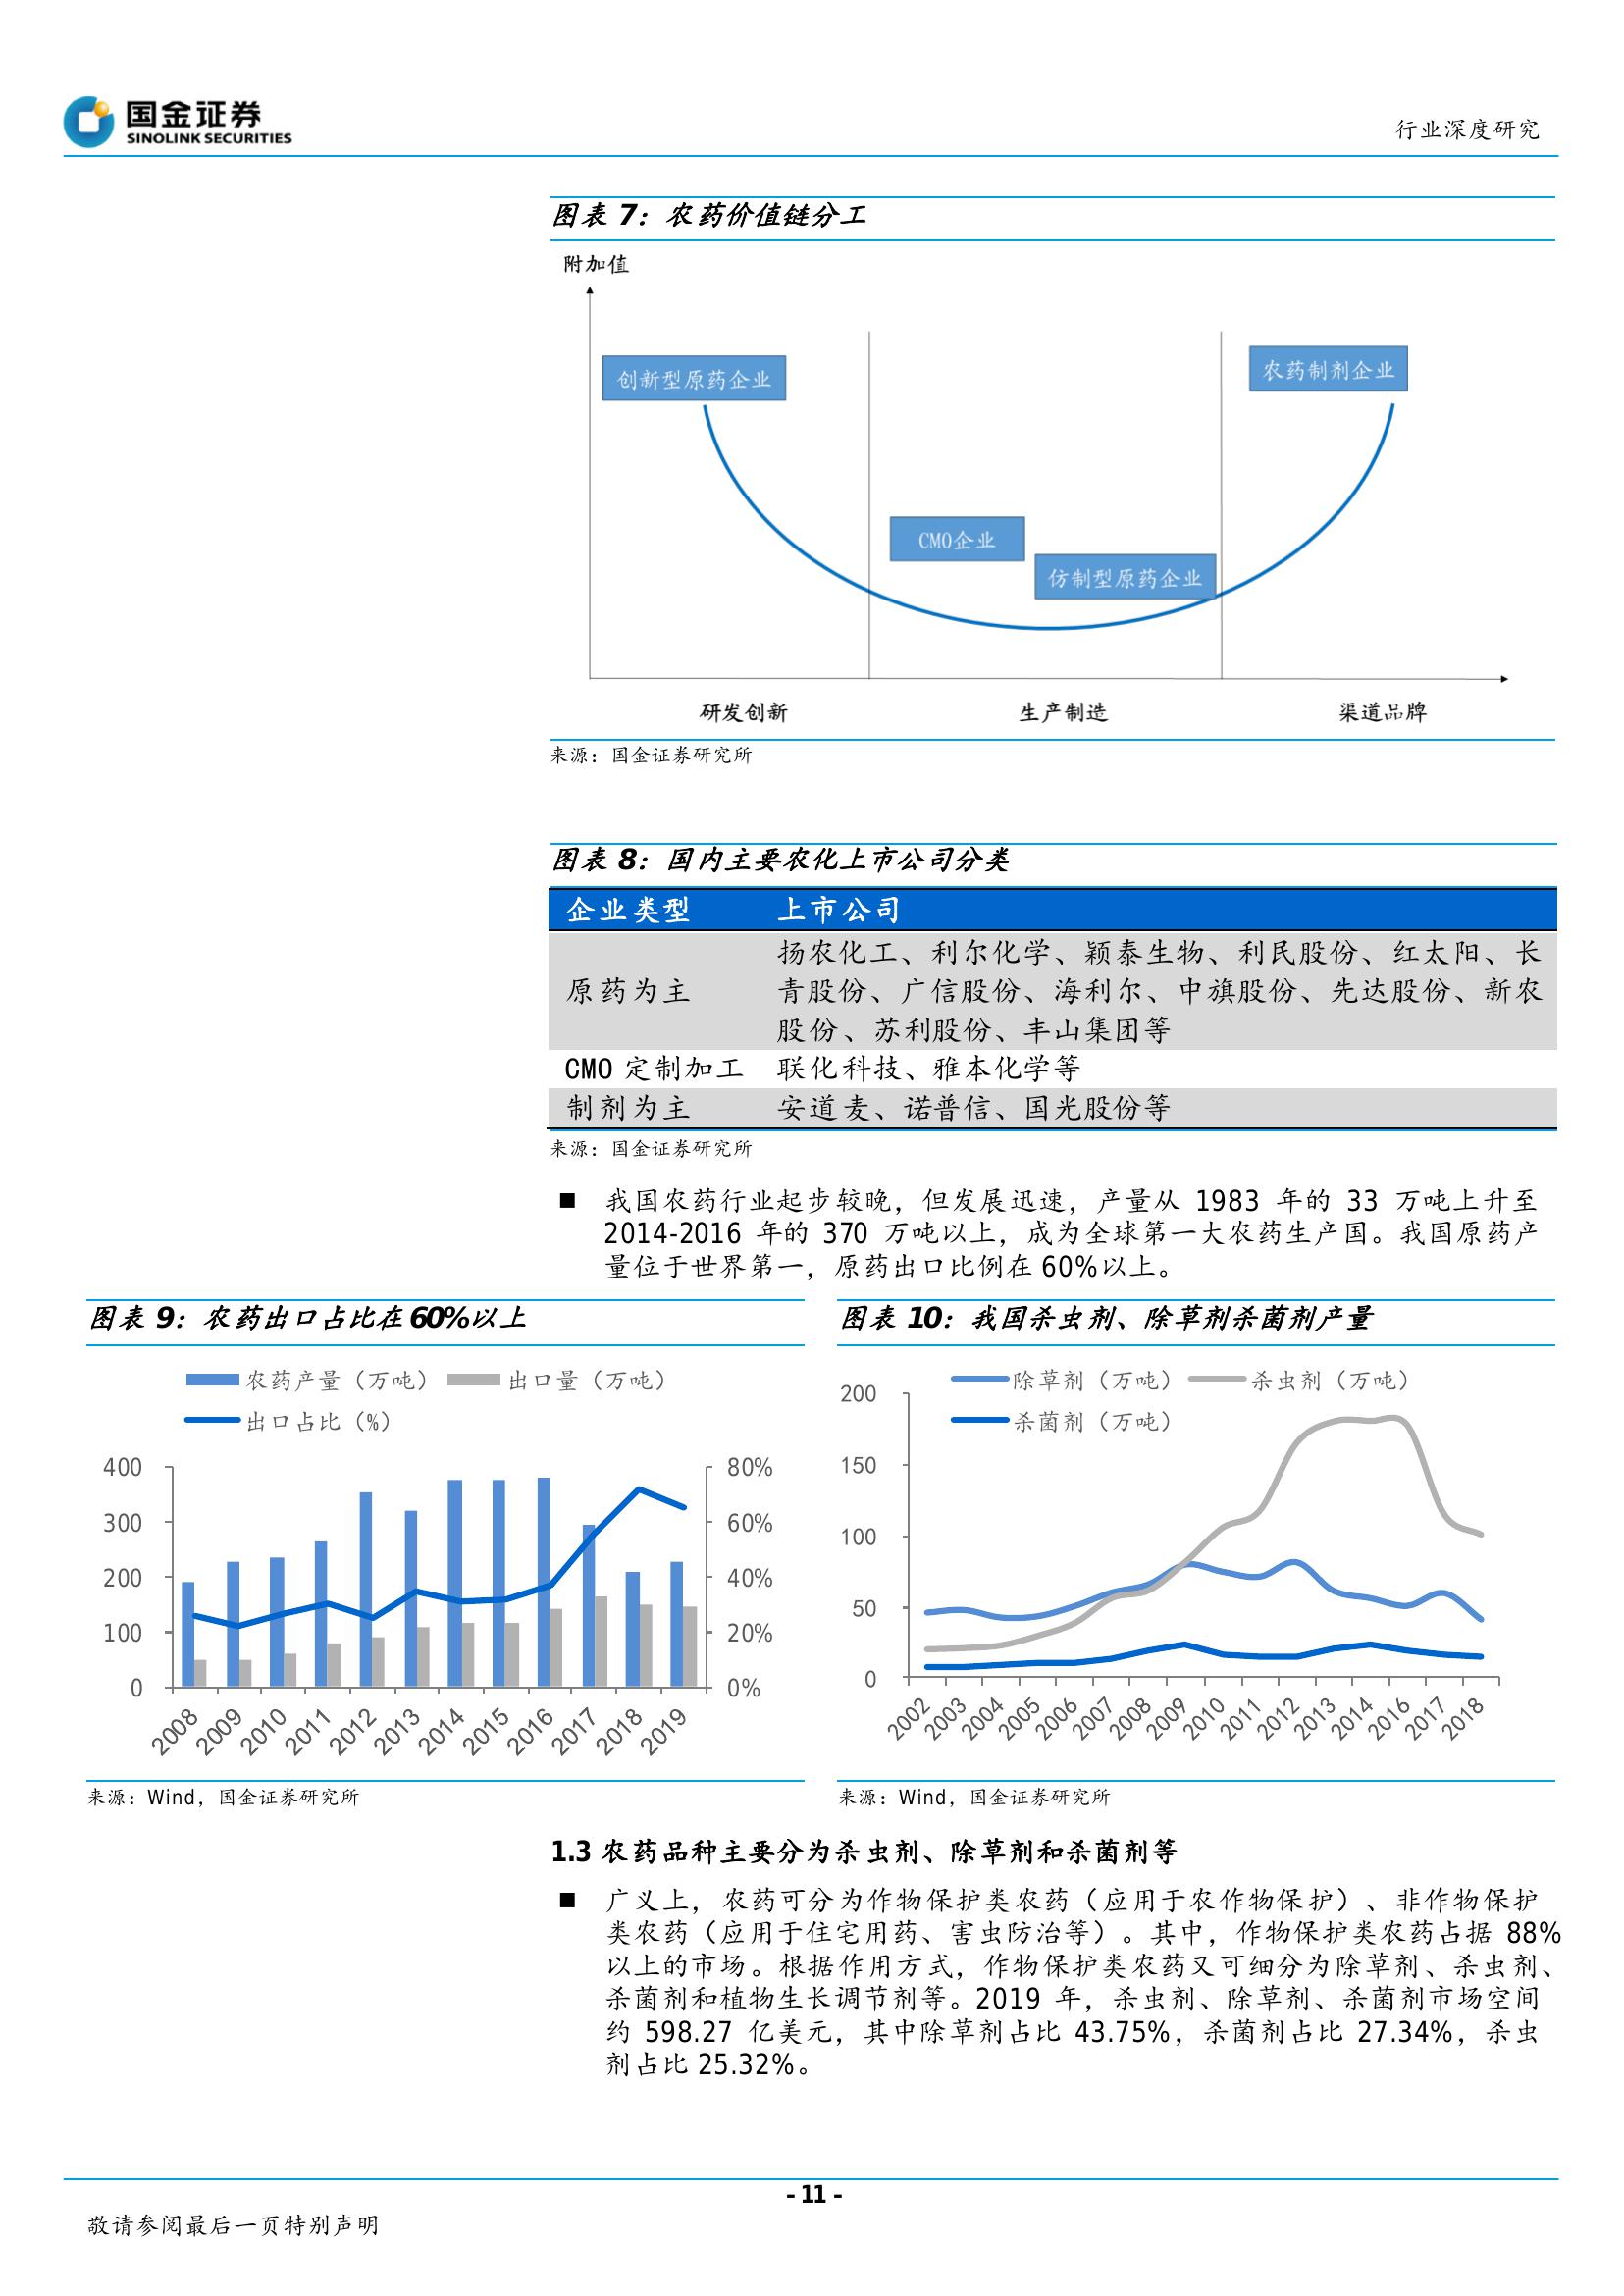 国金证券
SINOLINK SECURITIES
行业深度研究
图表 7：农药价值链分工
附加值
创新型原药企业
农药制剂企业
CMO企业
仿制型原药企业
研发创新
生产制造
渠道品牌
来源：国金证券研究所
图表 8：国内主要农化上市公司分类
企业类型 上市公司
原药为主
扬农化工、利尔化学、颖泰生物、利民股份、红太阳、长
青股份、广信股份、海利尔、中旗股份、先达股份、新农
股份、苏利股份、丰山集团等
CMO 定制加工 联化科技、雅本化学等
制剂为主 安道麦、诺普信、国光股份等
来源：国金证券研究所
■ 我国农药行业起步较晚，但发展迅速，产量从 1983 年的 33 万吨上升至
2014-2016 年的 370 万吨以上，成为全球第一大农药生产国。我国原药产
量位于世界第一，原药出口比例在 60%以上。
图表 9：农药出口占比在 60%以上
农药产量（万吨） 出口量（万吨）
出口占比（%）
400
300
200
100
0
80%
60%
40%
20%
0%
2008 2009 2010 2011 2012 2013 2014 2015 2016 2017 2018 2019
来源：Wind，国金证券研究所
图表 10：我国杀虫剂、除草剂杀菌剂产量
除草剂（万吨） 杀虫剂（万吨）
杀菌剂（万吨）
200
150
100
50
0
2002 2003 2004 2005 2006 2007 2008 2009 2010 2011 2012 2013 2014 2016 2017 2018
来源：Wind，国金证券研究所
1.3 农药品种主要分为杀虫剂、除草剂和杀菌剂等
■ 广义上，农药可分为作物保护类农药（应用于农作物保护）、非作物保护
类农药（应用于住宅用药、害虫防治等）。其中，作物保护类农药占据 88%
以上的市场。根据作用方式，作物保护类农药又可细分为除草剂、杀虫剂、
杀菌剂和植物生长调节剂等。2019 年，杀虫剂、除草剂、杀菌剂市场空间
约 598.27 亿美元，其中除草剂占比 43.75%，杀菌剂占比 27.34%，杀虫
剂占比 25.32%。
- 11 -
敬请参阅最后一页特别声明